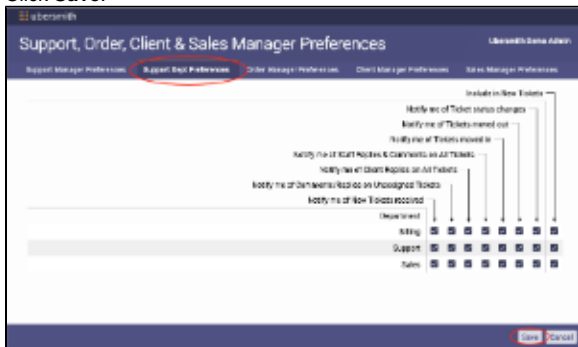 Click Save.
ubersmith
Support, Order, Client & Sales Manager Preferences
Ubersmith Demo Admin
Support Manager Preferences
Support Dept Preferences
Order Manager Preferences
Client Manager Preferences
Sales Manager Preferences
Include in New Tickets
Notify me of Ticket status changes
Notify me of Tickets moved out
Notify me of Tickets moved in
Notify me of Staff Replies & Comments on All Tickets
Notify me of Client Replies on All Tickets
Notify me of Comments/Replies on Unassigned Tickets
Notify me of New Tickets received
Department
Billing
Support
Sales
Save
Cancel